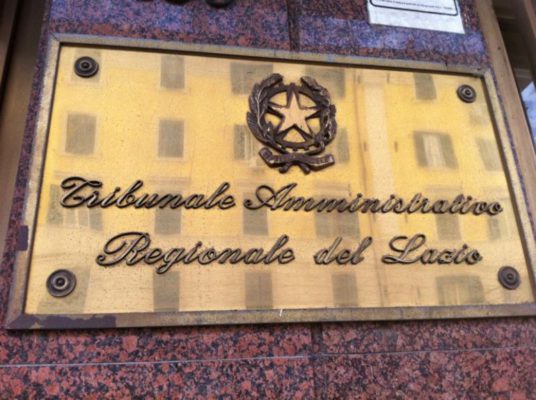 Tribunale Amministrativo
Regionale del Lazio